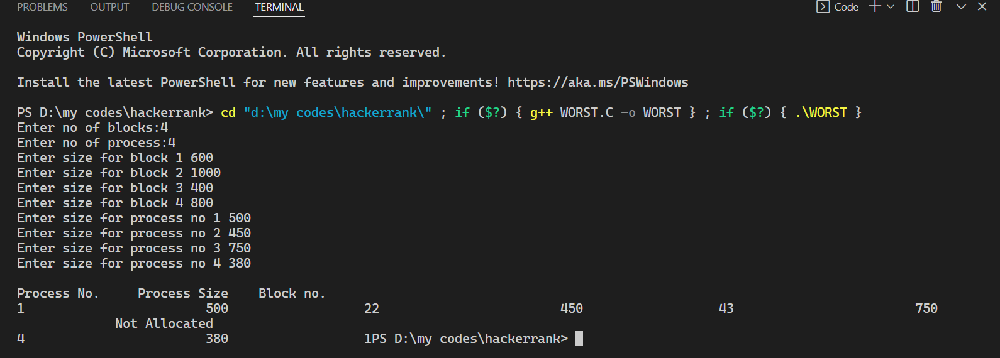 PROBLEMS OUTPUT DEBUG CONSOLE TERMINAL Code
Windows PowerShell
Copyright (C) Microsoft Corporation. All rights reserved.
Install the latest PowerShell for new features and improvements! https://aka.ms/PSWindows
PS D:\my codes\hackerrank> cd "d:\my codes\hackerrank\" ; if ($?) { g++ WORST.C -o WORST } ; if ($?) { .\WORST }
Enter no of blocks:4
Enter no of process:4
Enter size for block 1 600
Enter size for block 2 1000
Enter size for block 3 400
Enter size for block 4 800
Enter size for process no 1 500
Enter size for process no 2 450
Enter size for process no 3 750
Enter size for process no 4 380
Process No. Process Size Block no.
1 500 22 450 43 750
Not Allocated
4 380 1PS D:\my codes\hackerrank>